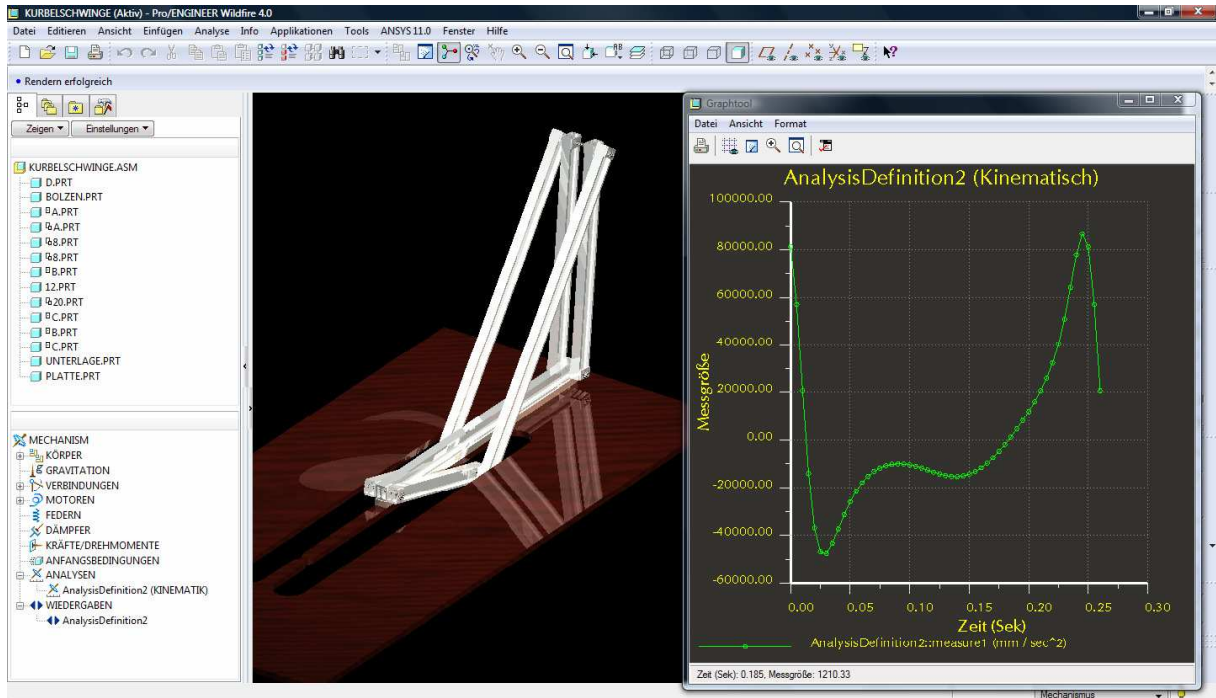 KURBELSCHWINGE (Aktiv) - Pro/ENGINEER Wildfire 4.0
Datei Editieren Ansicht Einfügen Analyse Info Applikationen Tools ANSYS 11.0 Fenster Hilfe
• Rendern erfolgreich
Zeigen Einstellungen
KURBELSCHWINGE.ASM
D.PRT
BOLZEN.PRT
A.PRT
A.PRT
8.PRT
8.PRT
B.PRT
12.PRT
20.PRT
C.PRT
B.PRT
C.PRT
UNTERLAGE.PRT
PLATTE.PRT
MECHANISM
KÖRPER
GRAVITATION
VERBINDUNGEN
MOTOREN
FEDERN
DÄMPFER
KRÄFTE/DREHMOMENTE
ANFANGSBEDINGUNGEN
ANALYSEN
AnalysisDefinition2 (KINEMATIK)
WIEDERGABEN
AnalysisDefinition2
Graphtool
Datei Ansicht Format
AnalysisDefinition2 (Kinematisch)
100000.00
80000.00
60000.00
40000.00
20000.00
0.00
-20000.00
-40000.00
-60000.00
Messgröße
0.00 0.05 0.10 0.15 0.20 0.25 0.30
Zeit (Sek)
AnalysisDefinition2::measure1 (mm / sec^2)
Zeit (Sek): 0.185, Messgröße: 1210.33
Mechanismus